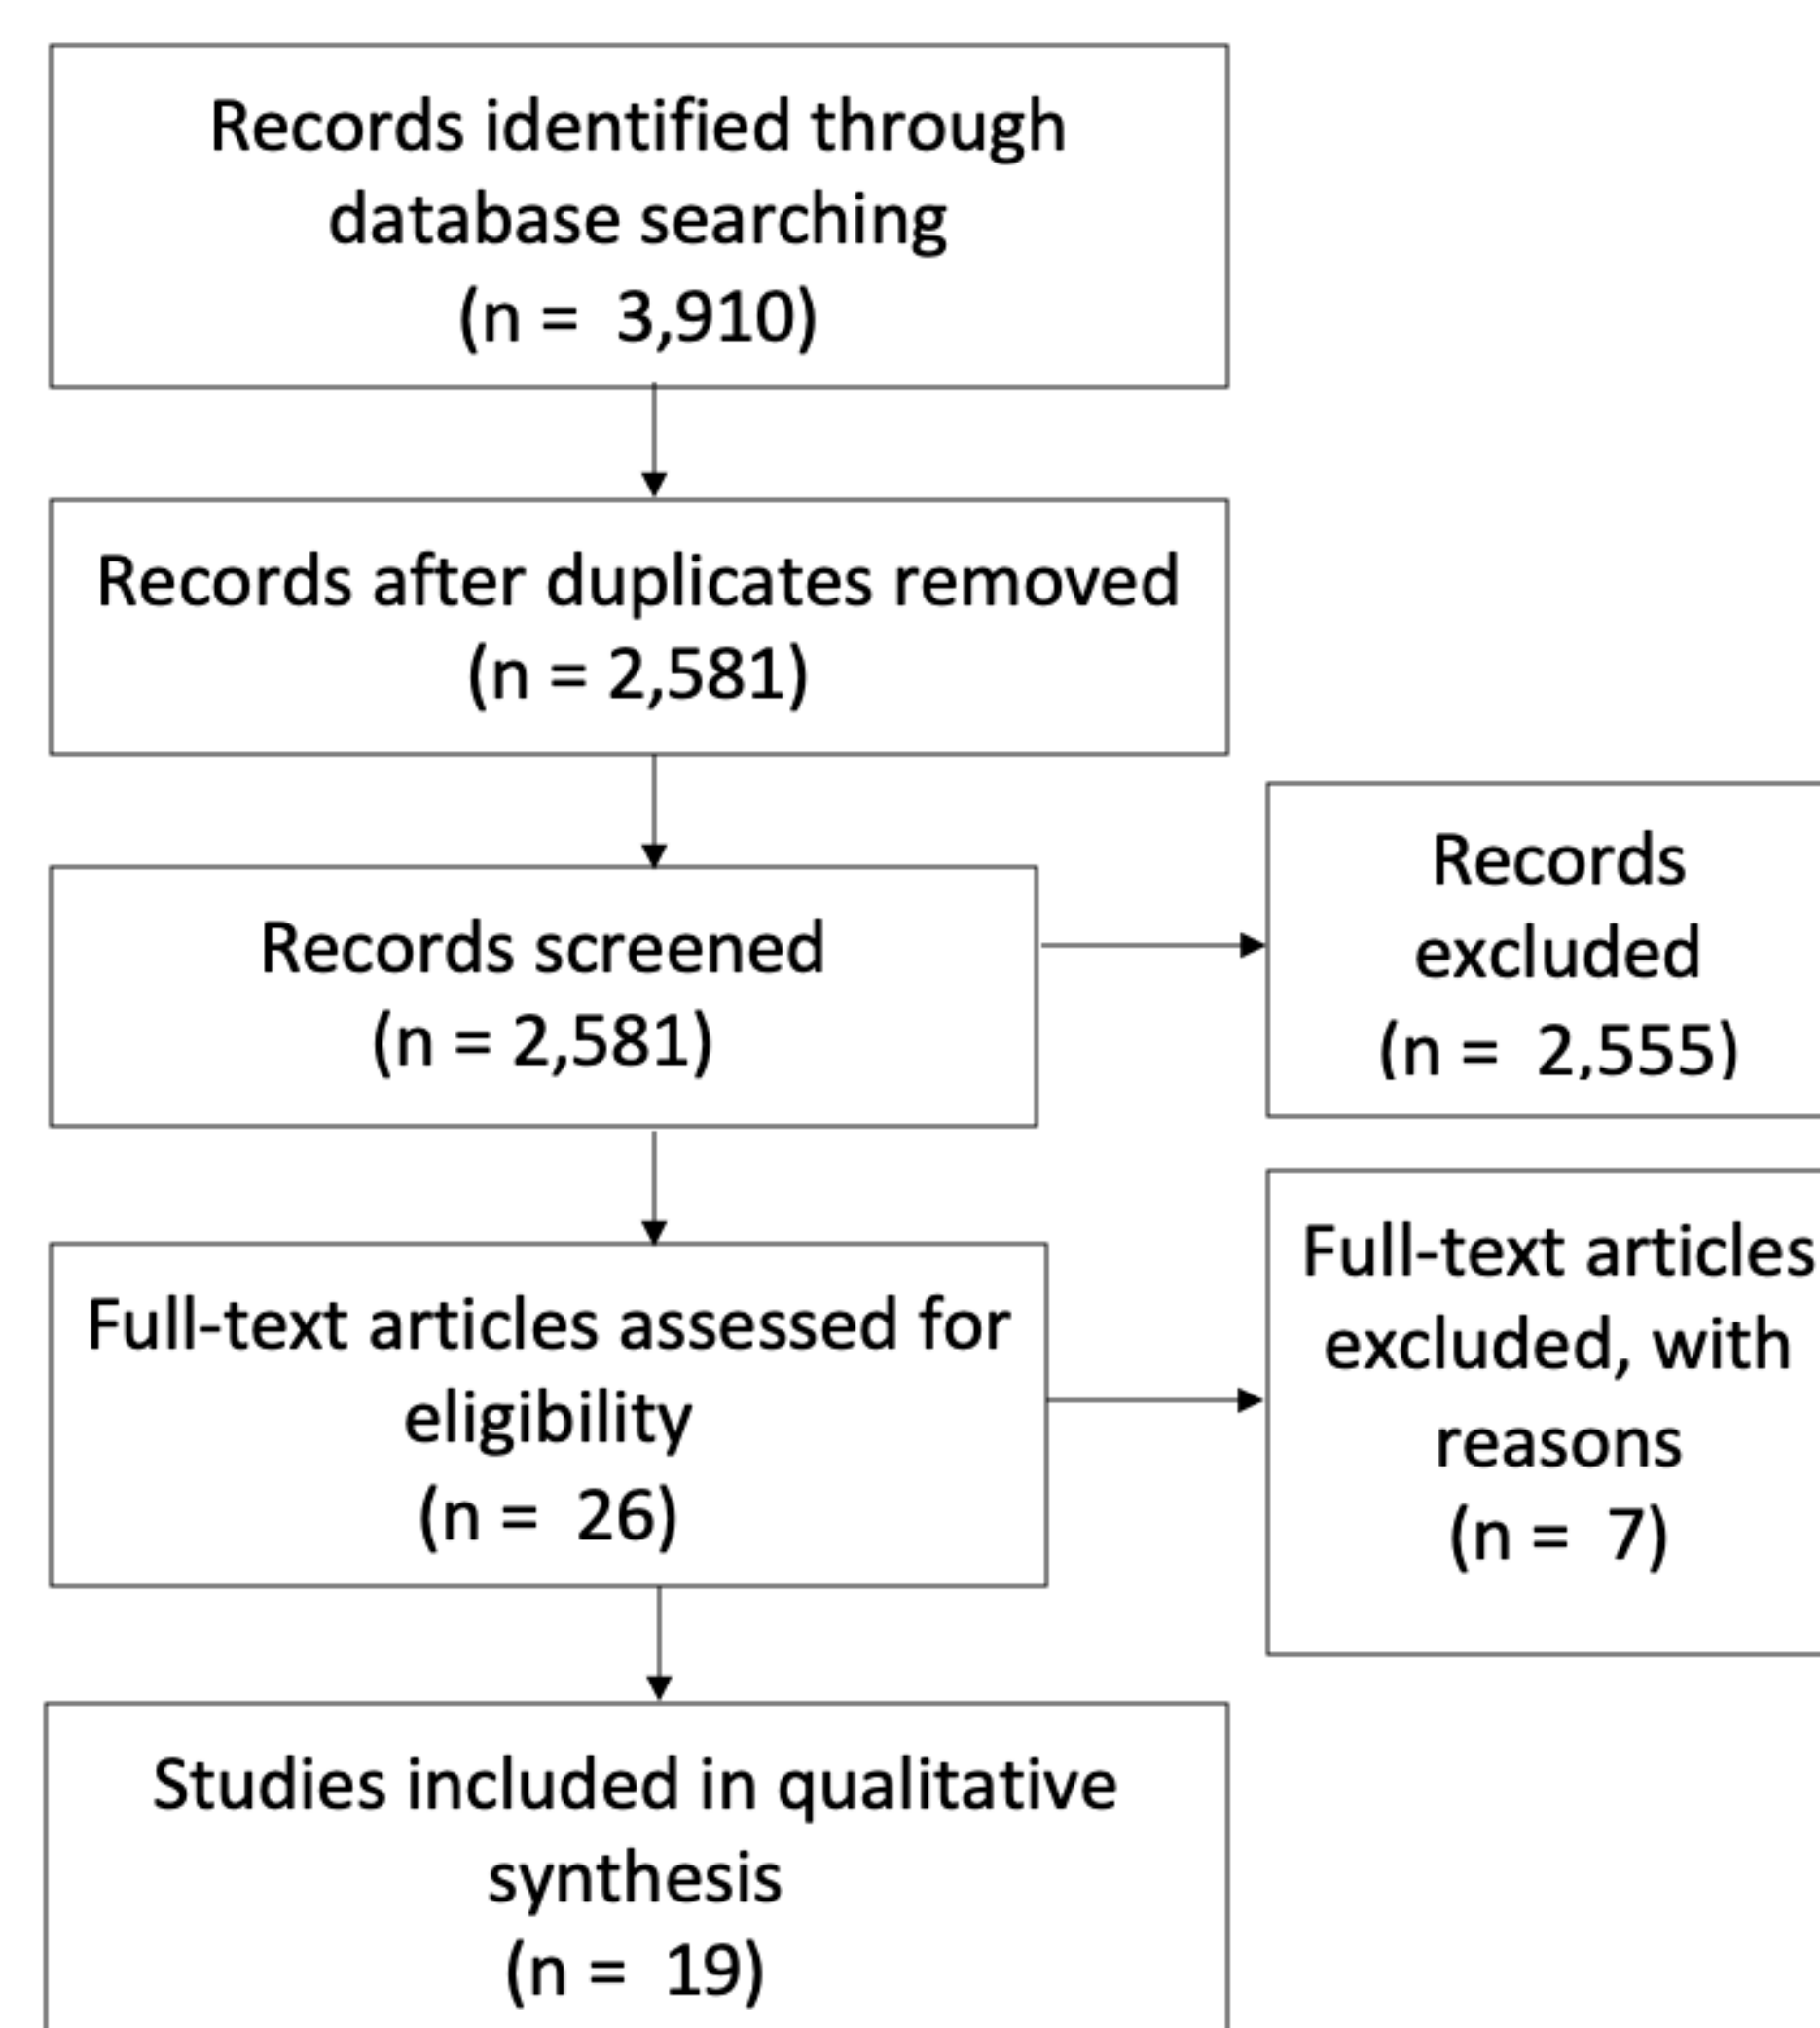 Records identified through
database searching
(n =  3,910)
Records after duplicates removed
(n = 2,581)
Records screened
(n = 2,581)
Records
excluded
(n =  2,555)
Full-text articles assessed for
eligibility
(n =  26)
Full-text articles
excluded, with
reasons
(n =  7)
Studies included in qualitative
synthesis
(n =  19)